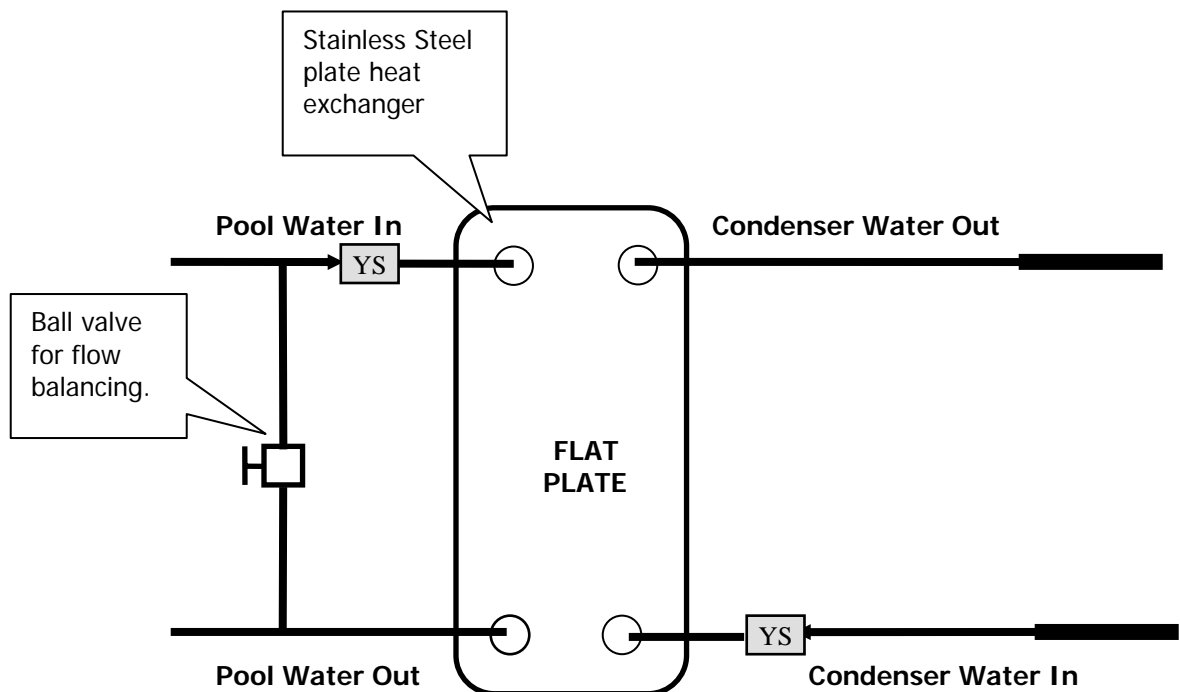 Stainless Steel
plate heat
exchanger
Pool Water In
Condenser Water Out
YS
Ball valve
for flow
balancing.
FLAT
PLATE
YS
Pool Water Out
Condenser Water In